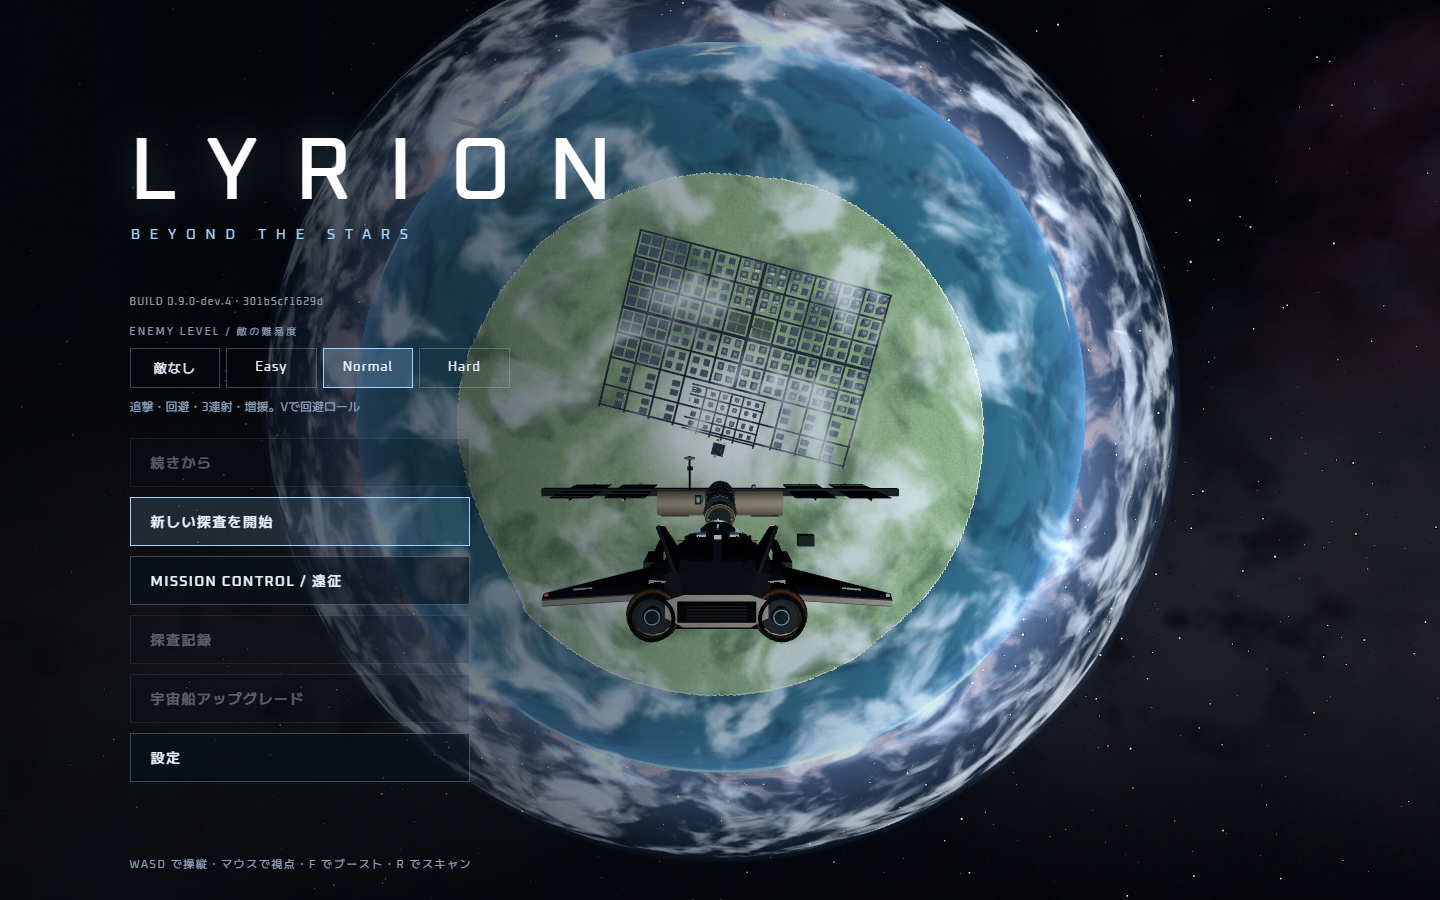 LYRION
BEYOND THE STARS
BUILD 0.9.0-dev.4 · 301b5cf1629d
ENEMY LEVEL / 敵の難易度
敵なし Easy Normal Hard
追撃・回避・3連射・増援。Vで回避ロール
続きから
新しい探査を開始
MISSION CONTROL / 遠征
探査記録
宇宙船アップグレード
設定
WASD で操縦・マウスで視点・F でブースト・R でスキャン